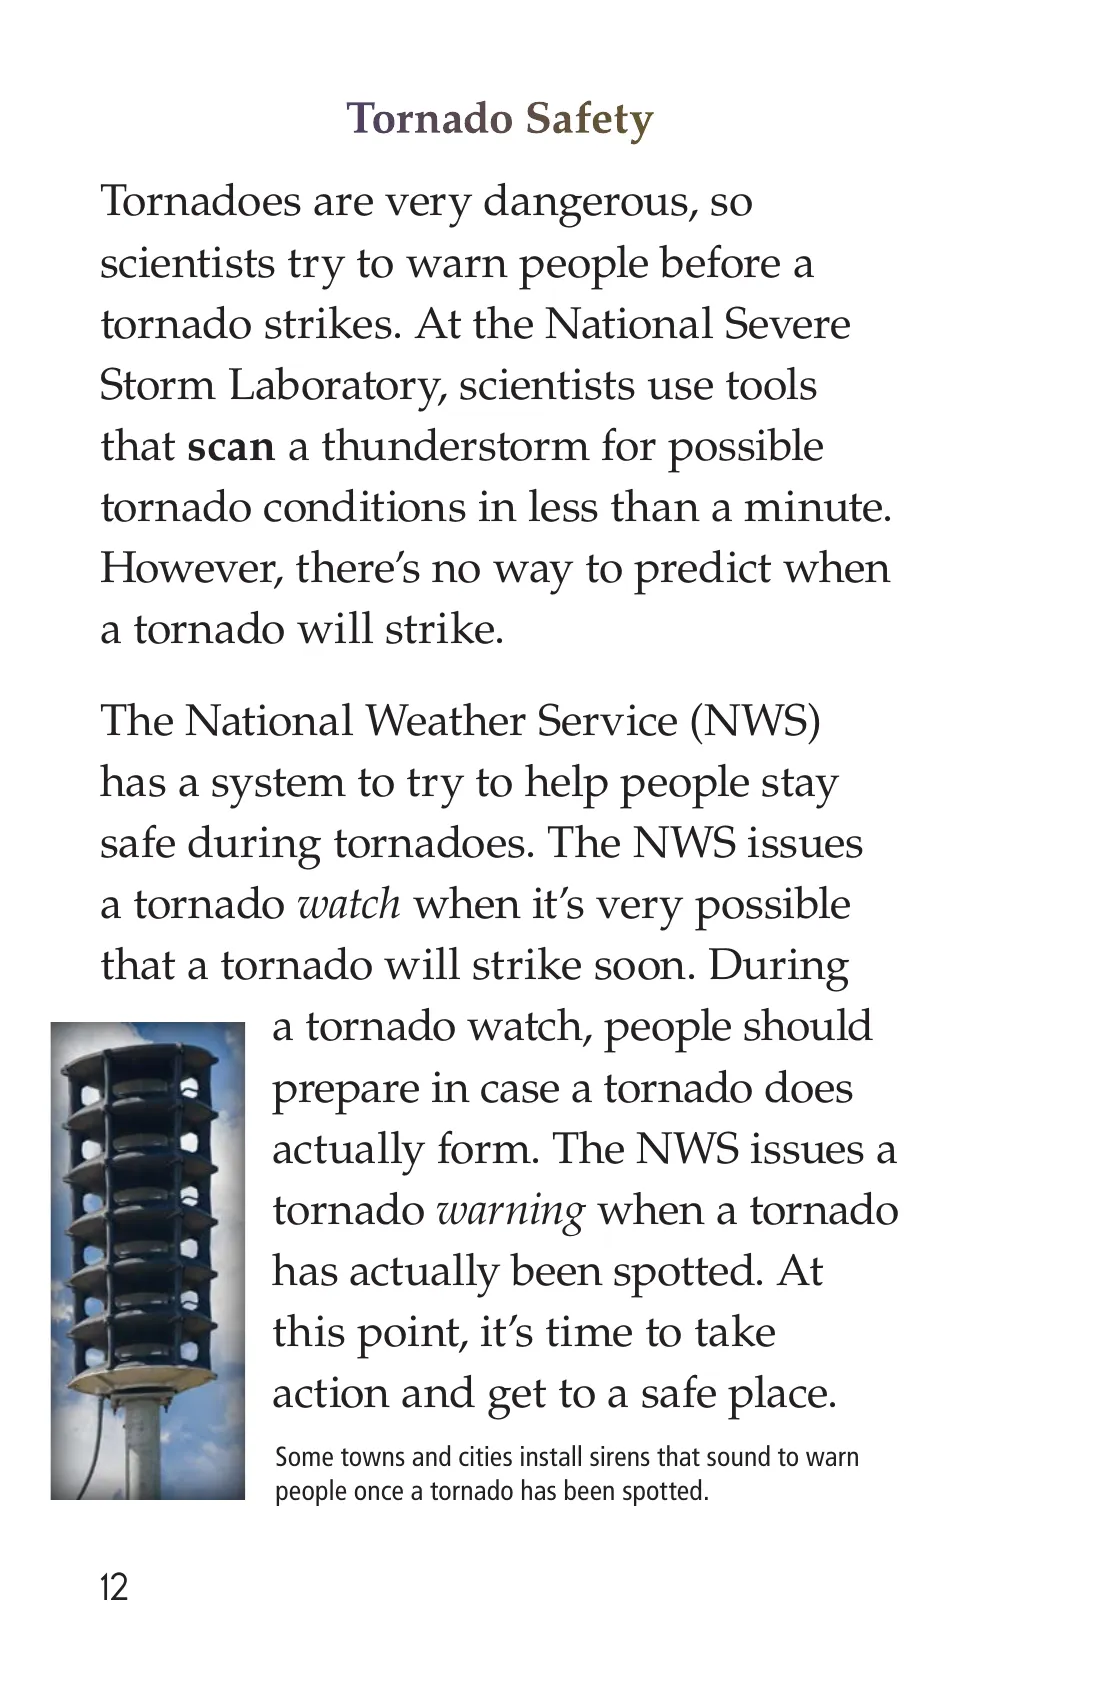 Tornado Safety
Tornadoes are very dangerous, so
scientists try to warn people before a
tornado strikes. At the National Severe
Storm Laboratory, scientists use tools
that scan a thunderstorm for possible
tornado conditions in less than a minute.
However, there’s no way to predict when
a tornado will strike.
The National Weather Service (NWS)
has a system to try to help people stay
safe during tornadoes. The NWS issues
a tornado watch when it’s very possible
that a tornado will strike soon. During
a tornado watch, people should
prepare in case a tornado does
actually form. The NWS issues a
tornado warning when a tornado
has actually been spotted. At
this point, it’s time to take
action and get to a safe place.
Some towns and cities install sirens that sound to warn
people once a tornado has been spotted.
12